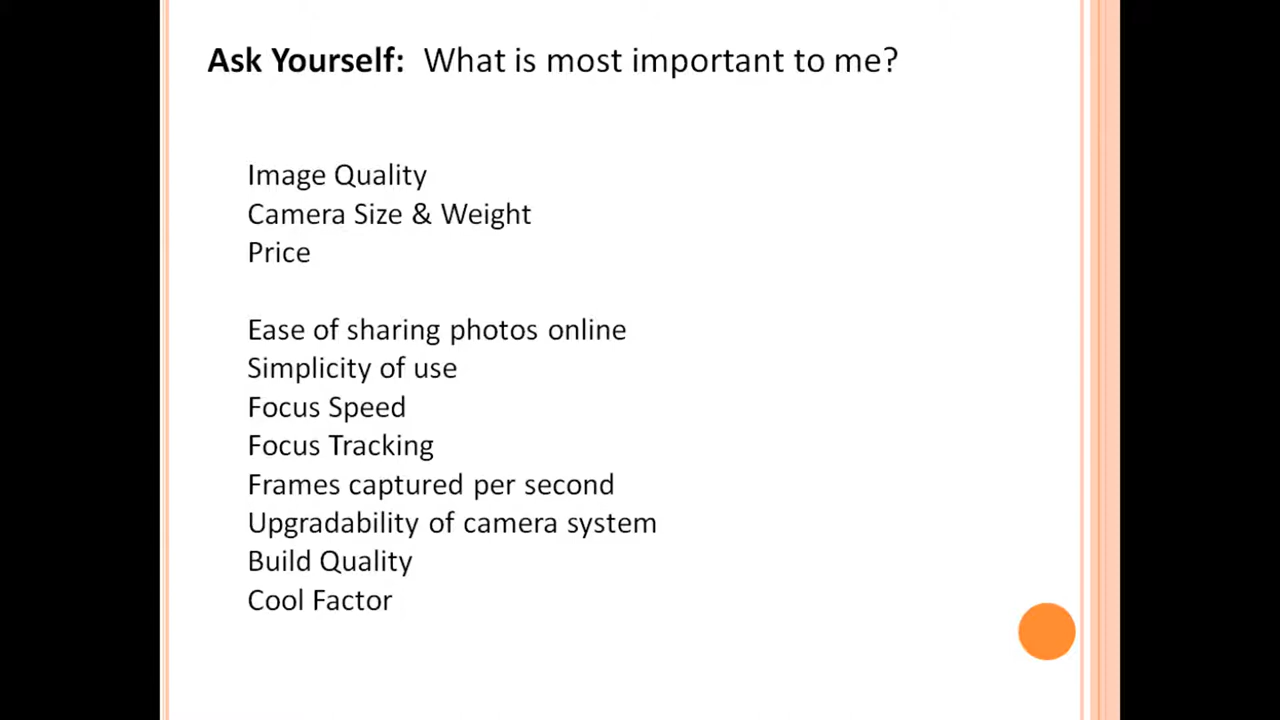 Ask Yourself: What is most important to me?
Image Quality
Camera Size & Weight
Price
Ease of sharing photos online
Simplicity of use
Focus Speed
Focus Tracking
Frames captured per second
Upgradability of camera system
Build Quality
Cool Factor